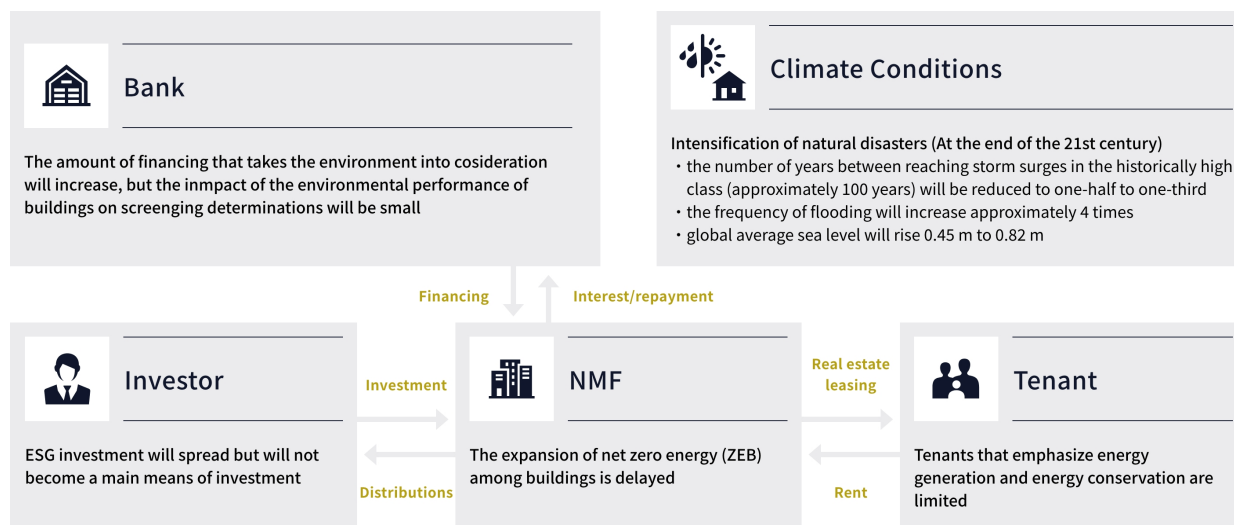 Bank
The amount of financing that takes the environment into cosideration
will increase, but the inmpact of the environmental performance of
buildings on screenging determinations will be small
Climate Conditions
Intensification of natural disasters (At the end of the 21st century)
・the number of years between reaching storm surges in the historically high
class (approximately 100 years) will be reduced to one-half to one-third
・the frequency of flooding will increase approximately 4 times
・global average sea level will rise 0.45 m to 0.82 m
Financing
Interest/repayment
Investor
ESG investment will spread but will not
become a main means of investment
Investment
Distributions
NMF
The expansion of net zero energy (ZEB)
among buildings is delayed
Real estate
leasing
Rent
Tenant
Tenants that emphasize energy
generation and energy conservation are
limited